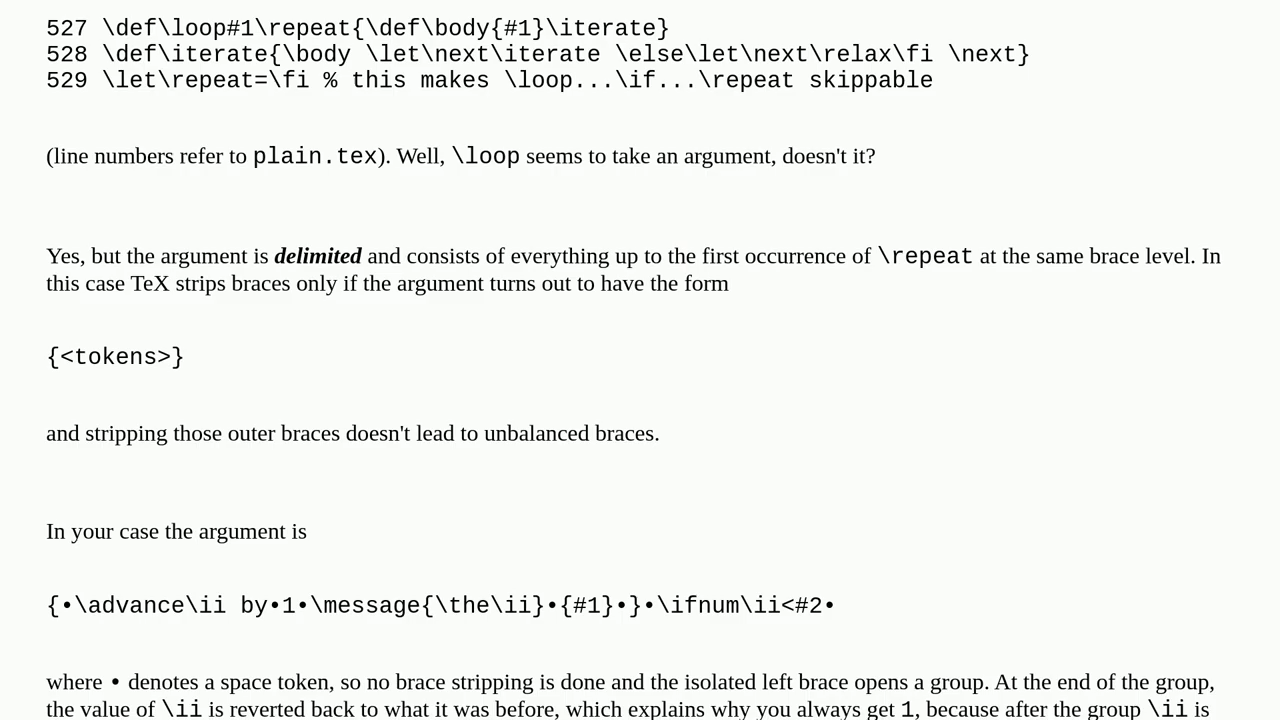 527 \def\loop#1\repeat{\def\body{#1}\iterate}
528 \def\iterate{\body \let\next\iterate \else\let\next\relax\fi \next}
529 \let\repeat=\fi % this makes \loop...\if...\repeat skippable
(line numbers refer to plain.tex). Well, \loop seems to take an argument, doesn't it?
Yes, but the argument is delimited and consists of everything up to the first occurrence of \repeat at the same brace level. In
this case TeX strips braces only if the argument turns out to have the form
{<tokens>}
and stripping those outer braces doesn't lead to unbalanced braces.
In your case the argument is
{•\advance\ii by•1•\message{\the\ii}•{#1}•}•\ifnum\ii<#2•
where • denotes a space token, so no brace stripping is done and the isolated left brace opens a group. At the end of the group,
the value of \ii is reverted back to what it was before, which explains why you always get 1, because after the group \ii is